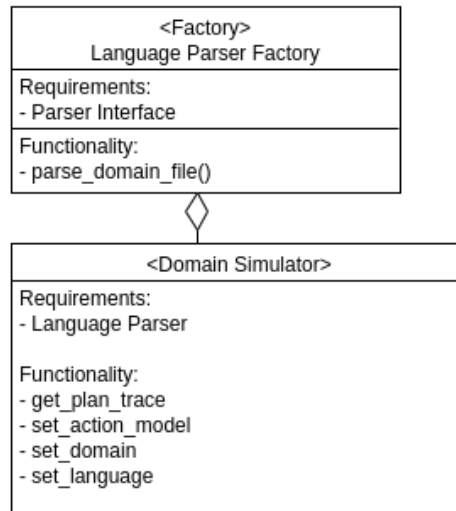 <Factory>
Language Parser Factory
Requirements:
- Parser Interface
Functionality:
- parse_domain_file()
<Domain Simulator>
Requirements:
- Language Parser
Functionality:
- get_plan_trace
- set_action_model
- set_domain
- set_language